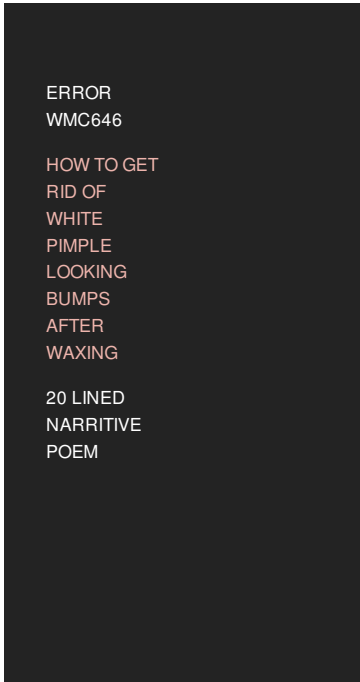 ERROR
WMC646
HOW TO GET
RID OF
WHITE
PIMPLE
LOOKING
BUMPS
AFTER
WAXING
20 LINED
NARRITIVE
POEM